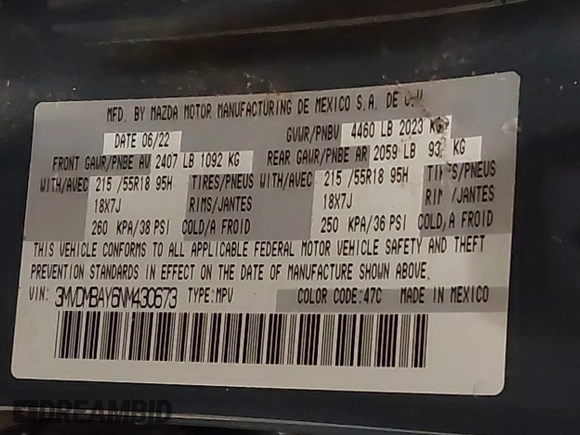 MFD. BY MAZDA MOTOR MANUFACTURING DE MEXICO S.A. DE
DATE 06/22 GVWR/PNBV 4460 LB 2023 KG
FRONT GAWR/PNBE AV 2407 LB 1092 KG REAR GAWR/PNBE AR 2059 LB KG
WITH/AVEC 215 /55R18 95H TIRES/PNEUS WITH/AVEC 215 /55R18 95H
18X7J RIMS/JANTES 18X7J RIMS/JANTES
260 KPA/38 PSI COLD/A FROID 250 KPA/36 PSI COLD/A FROID
THIS VEHICLE CONFORMS TO ALL APPLICABLE FEDERAL MOTOR VEHICLE SAFETY AND THEFT
PREVENTION STANDARDS IN EFFECT ON THE DATE OF MANUFACTURE SHOWN ABOVE.
VIN: 3MVDMBAY6NM430673 TYPE:MPV COLOR CODE:47C MADE IN MEXICO
DREAMBID